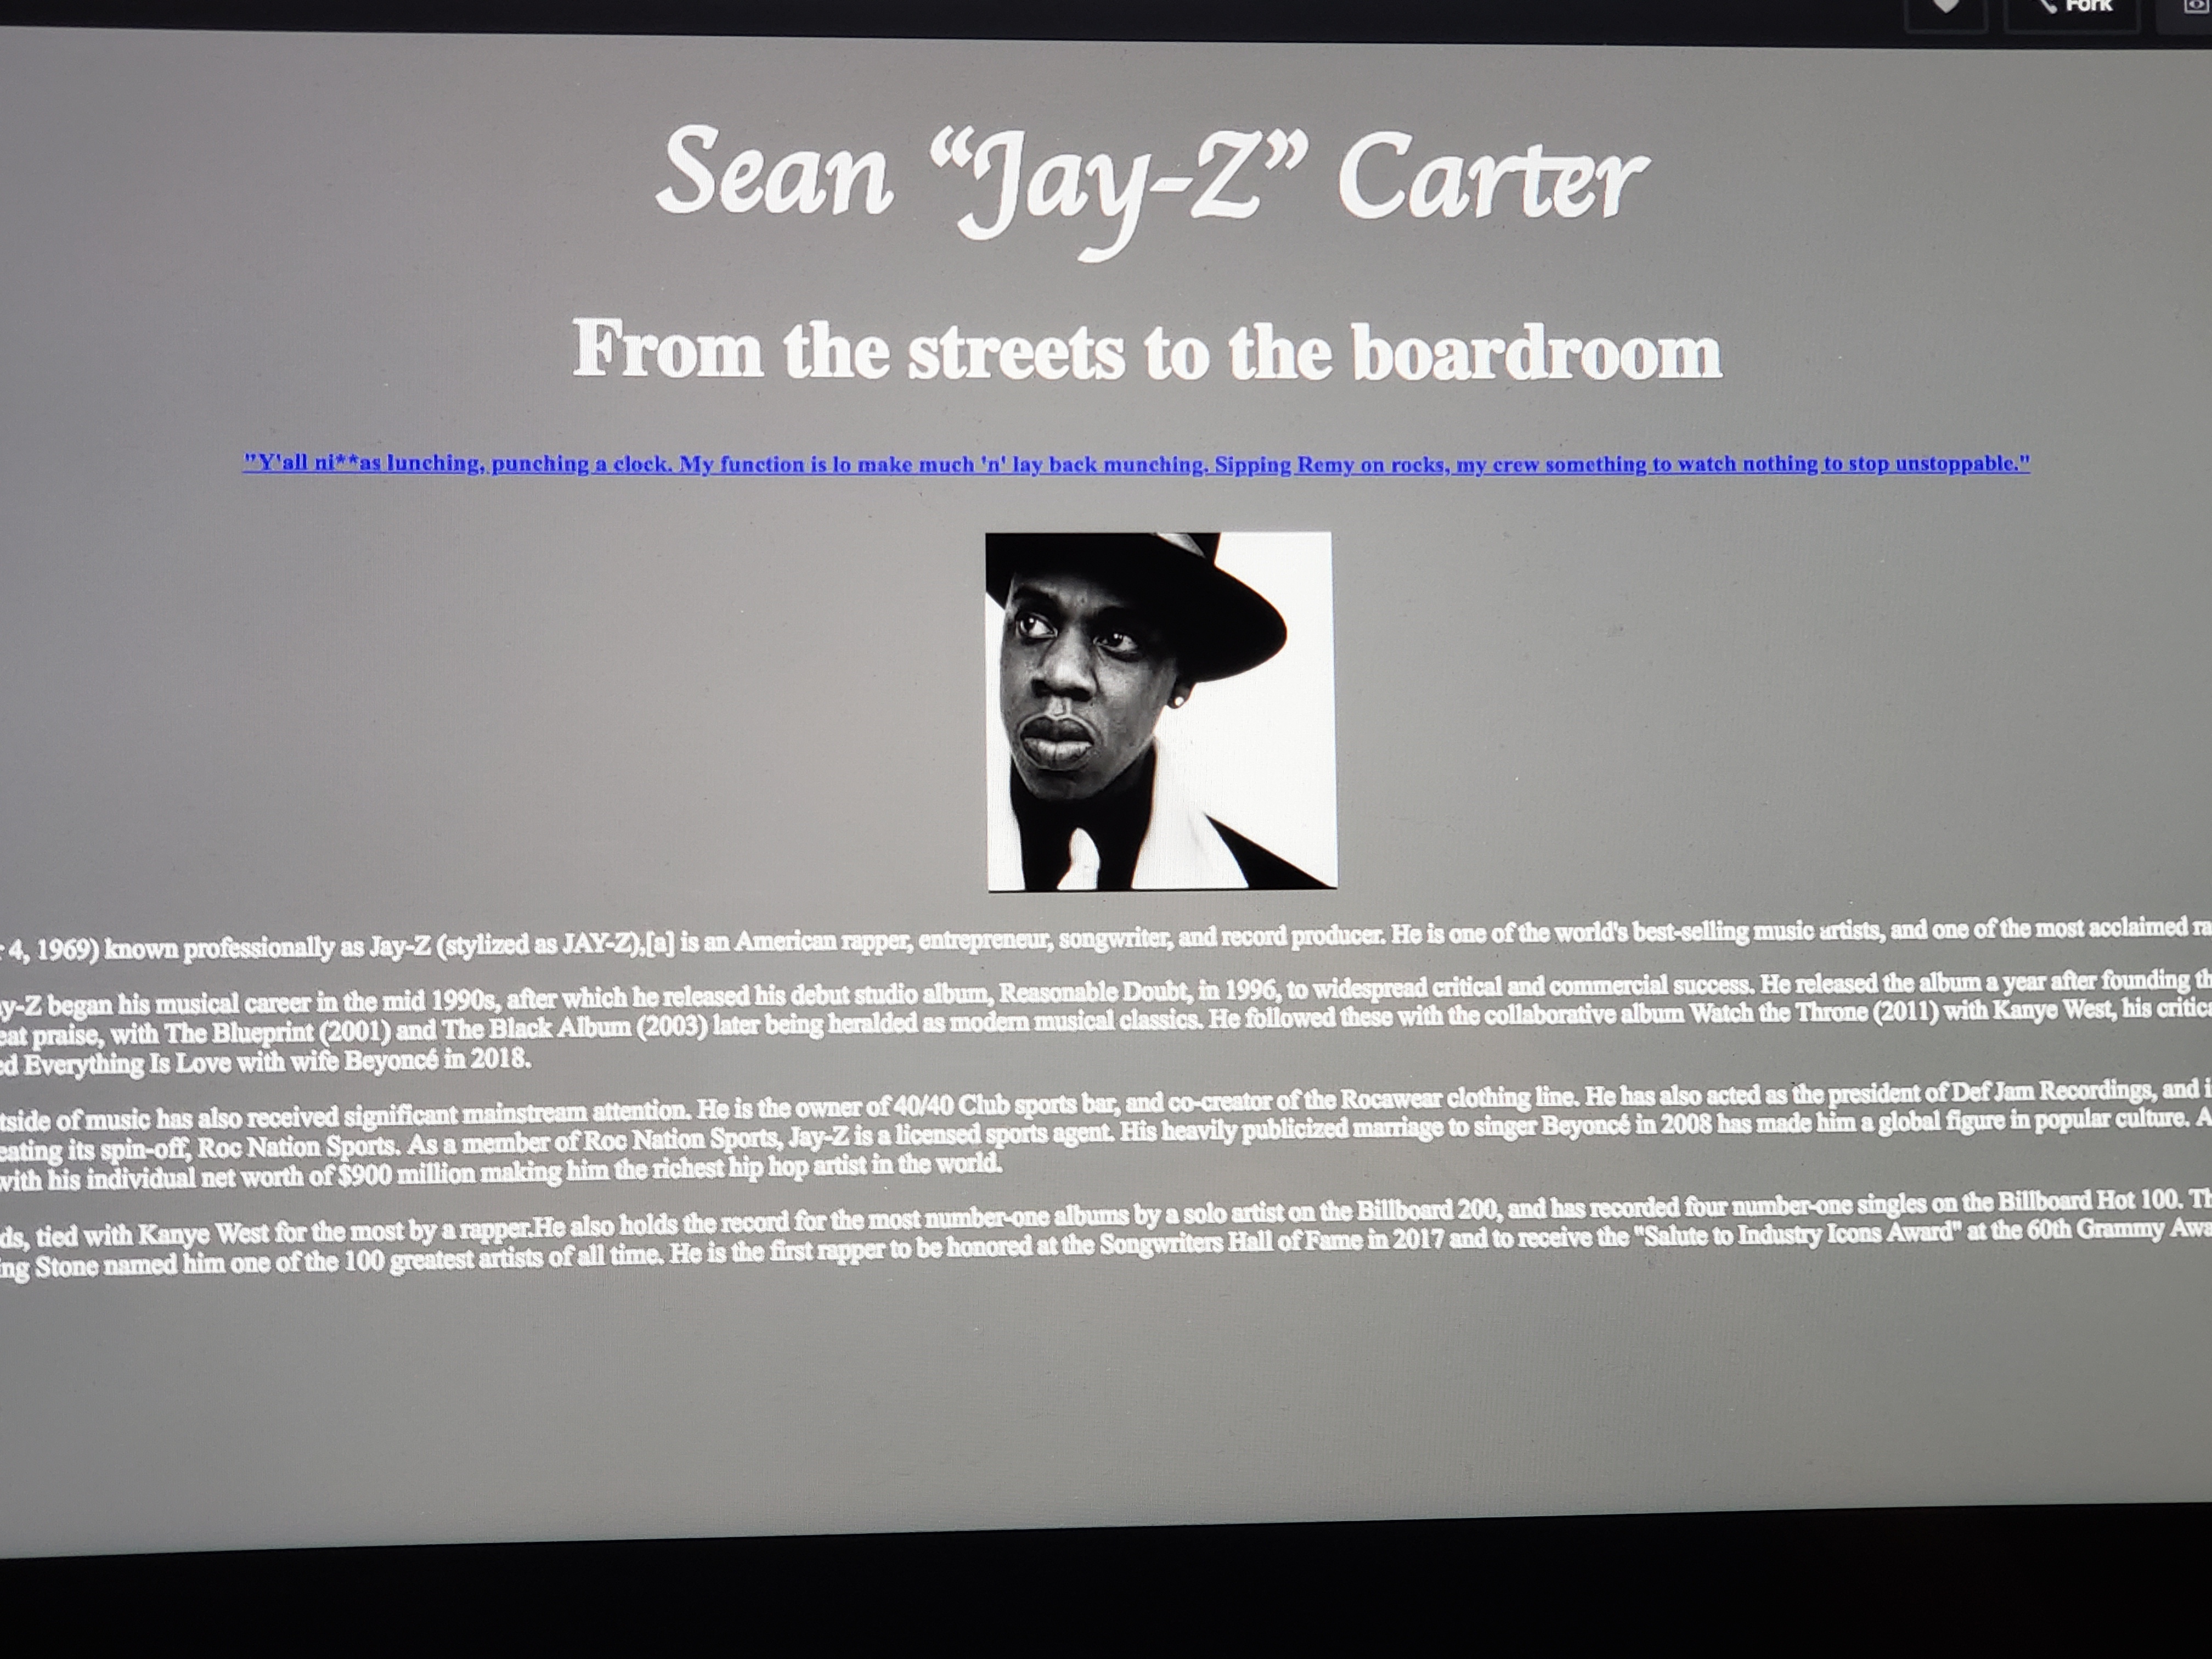 Fork
Sean “Jay-Z” Carter
From the streets to the boardroom
"Y'all ni**as lunching, punching a clock. My function is lo make much 'n' lay back munching. Sipping Remy on rocks, my crew something to watch nothing to stop unstoppable."
4, 1969) known professionally as Jay-Z (stylized as JAY-Z),[a] is an American rapper, entrepreneur, songwriter, and record producer. He is one of the world's best-selling music artists, and one of the most acclaimed ra
y-Z began his musical career in the mid 1990s, after which he released his debut studio album, Reasonable Doubt, in 1996, to widespread critical and commercial success. He released the album a year after founding th
eat praise, with The Blueprint (2001) and The Black Album (2003) later being heralded as modern musical classics. He followed these with the collaborative album Watch the Throne (2011) with Kanye West, his critica
ed Everything Is Love with wife Beyoncé in 2018.
tside of music has also received significant mainstream attention. He is the owner of 40/40 Club sports bar, and co-creator of the Rocawear clothing line. He has also acted as the president of Def Jam Recordings, and i
eating its spin-off, Roc Nation Sports. As a member of Roc Nation Sports, Jay-Z is a licensed sports agent. His heavily publicized marriage to singer Beyoncé in 2008 has made him a global figure in popular culture. A
with his individual net worth of $900 million making him the richest hip hop artist in the world.
ds, tied with Kanye West for the most by a rapper.He also holds the record for the most number-one albums by a solo artist on the Billboard 200, and has recorded four number-one singles on the Billboard Hot 100. Th
ing Stone named him one of the 100 greatest artists of all time. He is the first rapper to be honored at the Songwriters Hall of Fame in 2017 and to receive the "Salute to Industry Icons Award" at the 60th Grammy Awa